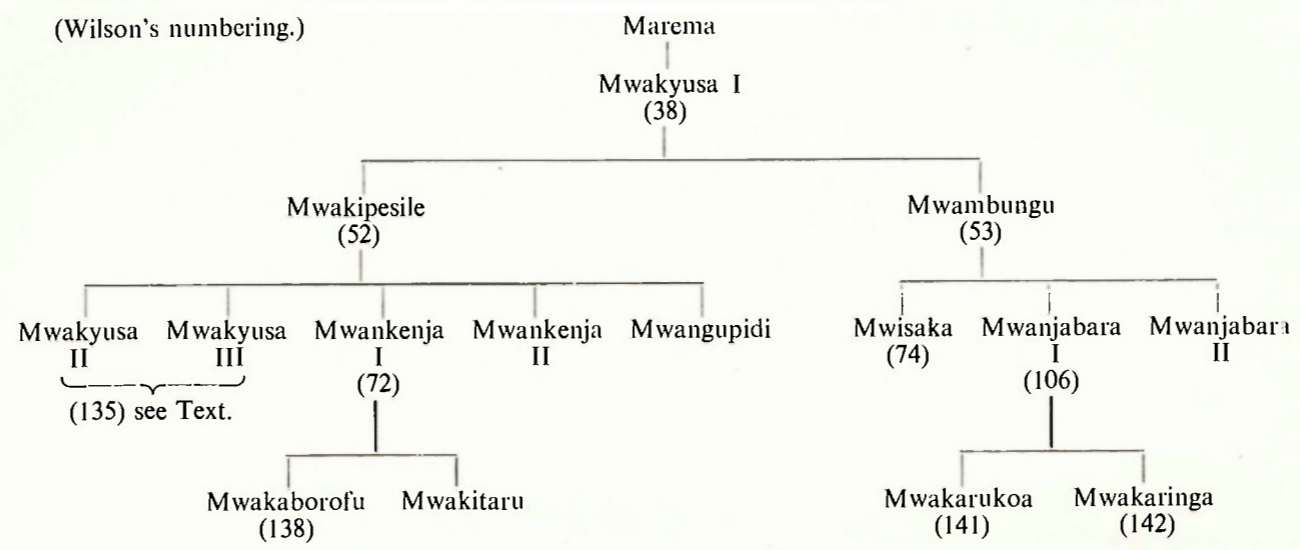 (Wilson's numbering.) Marema
Mwakyusa I
(38)
Mwakipesile Mwambungu
(52) (53)
Mwakyusa Mwakyusa Mwankenja Mwankenja Mwangupidi Mwisaka Mwanjabara Mwanjabara
II III I II (74) I II
(72) (106)
(135) see Text.
Mwakaborofu Mwakitaru Mwakarukoa Mwakaringa
(138) (141) (142)